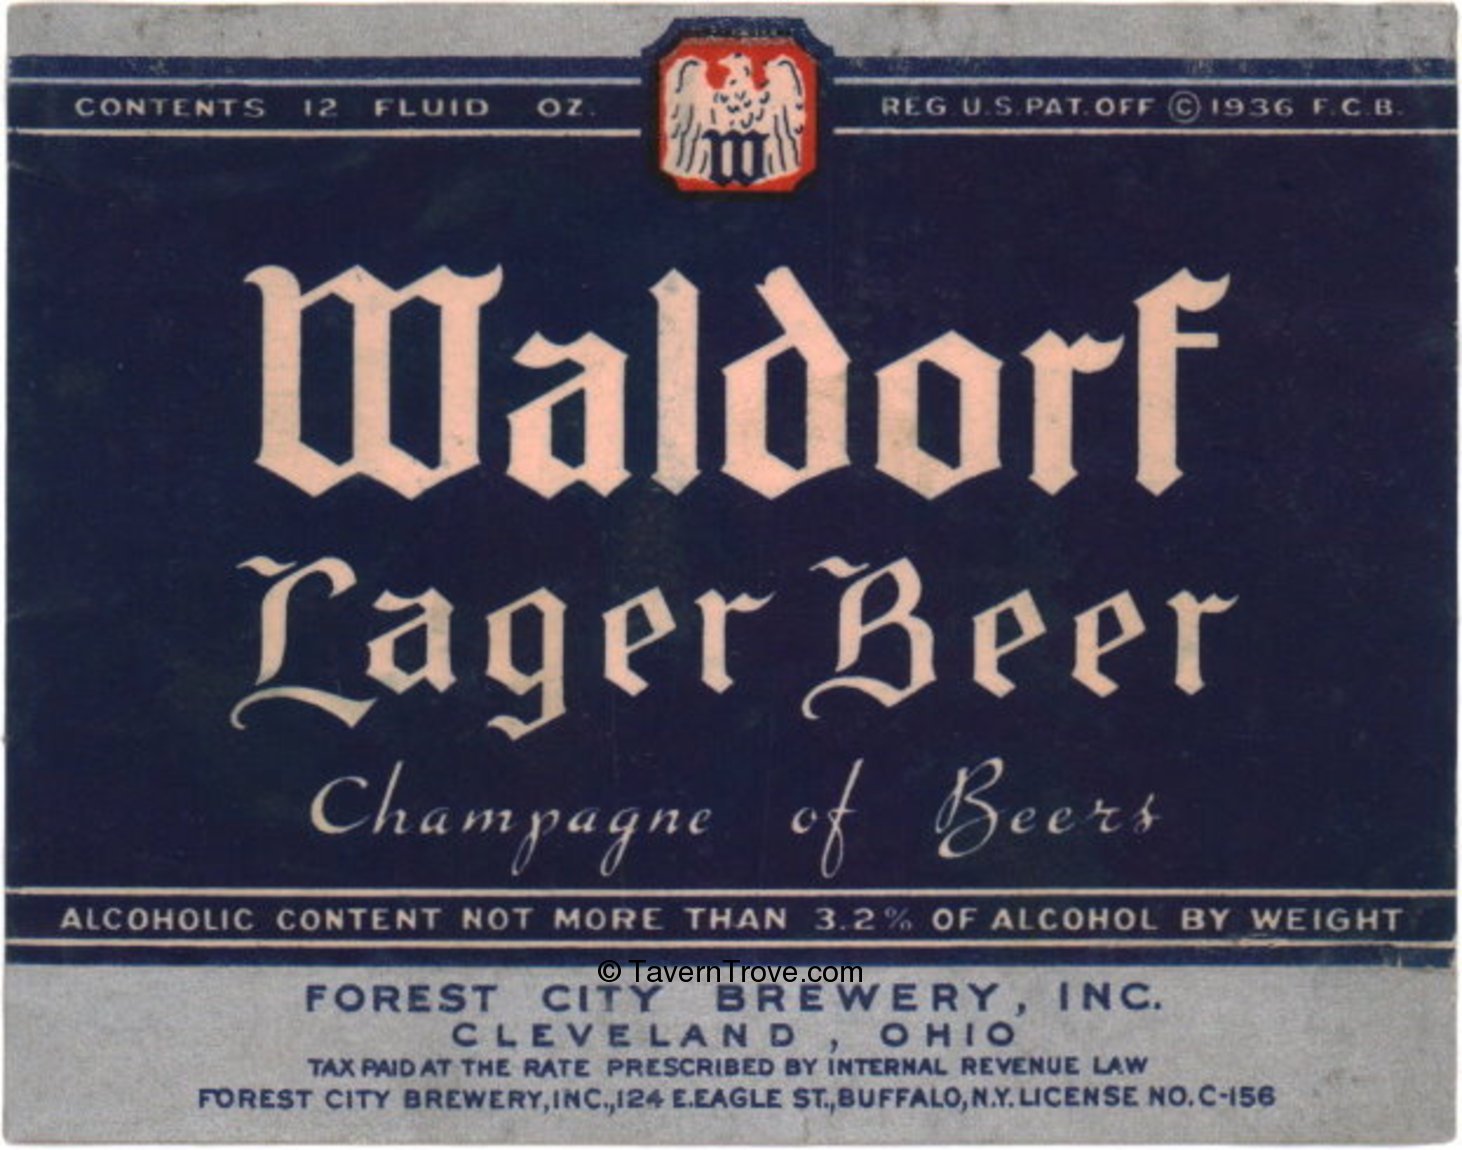 CONTENTS 12 FLUID OZ.
W
REG U.S.PAT.OFF © 1936 F.C.B.
Waldorf
Lager Beer
Champagne of Beers
ALCOHOLIC CONTENT NOT MORE THAN 3.2% OF ALCOHOL BY WEIGHT
© TavernTrove.com
FOREST CITY BREWERY, INC.
CLEVELAND, OHIO
TAX PAID AT THE RATE PRESCRIBED BY INTERNAL REVENUE LAW
FOREST CITY BREWERY,INC.,124 E.EAGLE ST.,BUFFALO,N.Y. LICENSE NO. C-156